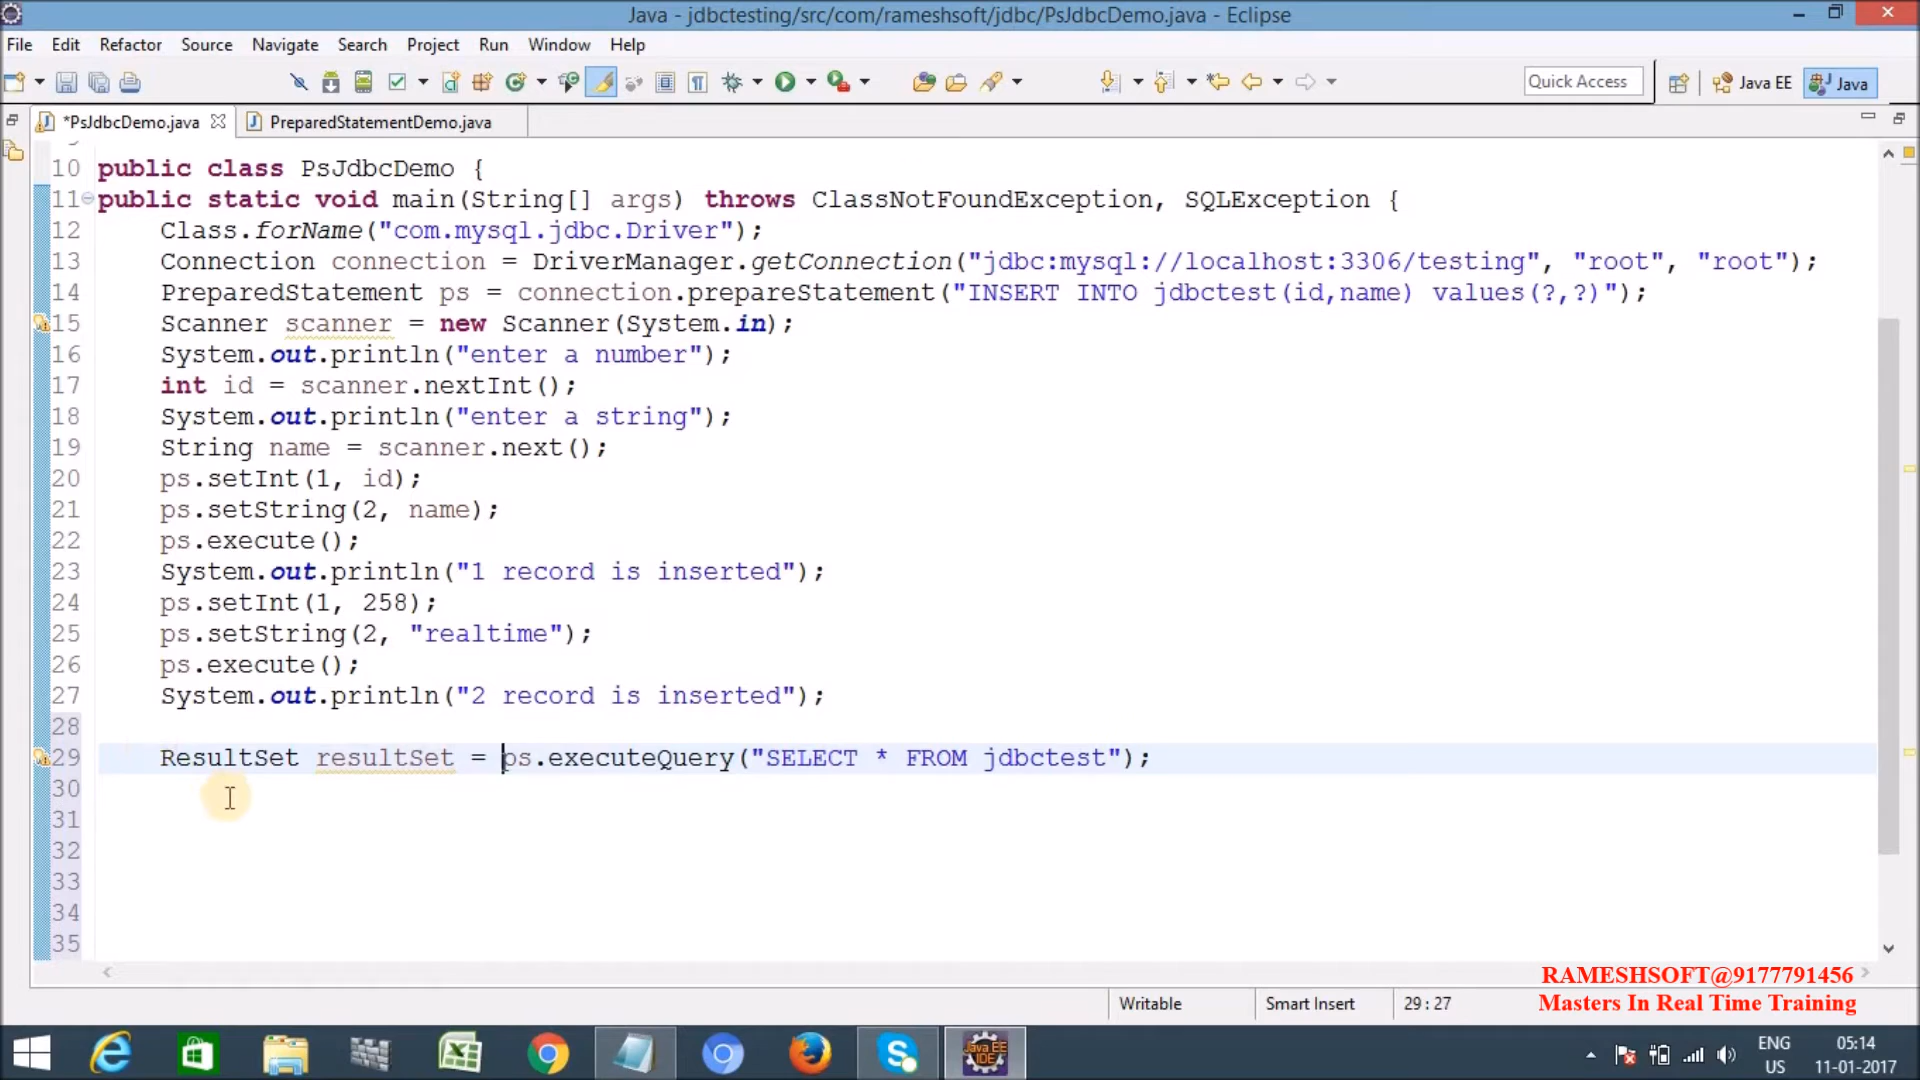 Java - jdbctesting/src/com/rameshsoft/jdbc/PsJdbcDemo.java - Eclipse
File Edit Refactor Source Navigate Search Project Run Window Help
Quick Access Java EE Java
*PsJdbcDemo.java PreparedStatementDemo.java
10 public class PsJdbcDemo {
11 public static void main(String[] args) throws ClassNotFoundException, SQLException {
12 Class.forName("com.mysql.jdbc.Driver");
13 Connection connection = DriverManager.getConnection("jdbc:mysql://localhost:3306/testing", "root", "root");
14 PreparedStatement ps = connection.prepareStatement("INSERT INTO jdbctest(id,name) values(?,?)");
15 Scanner scanner = new Scanner(System.in);
16 System.out.println("enter a number");
17 int id = scanner.nextInt();
18 System.out.println("enter a string");
19 String name = scanner.next();
20 ps.setInt(1, id);
21 ps.setString(2, name);
22 ps.execute();
23 System.out.println("1 record is inserted");
24 ps.setInt(1, 258);
25 ps.setString(2, "realtime");
26 ps.execute();
27 System.out.println("2 record is inserted");
28
29 ResultSet resultSet = ps.executeQuery("SELECT * FROM jdbctest");
30
31
32
33
34
35
RAMESHSOFT@9177791456
Masters In Real Time Training
Writable Smart Insert 29 : 27
Java EE
IDE
ENG
US
05:14
11-01-2017